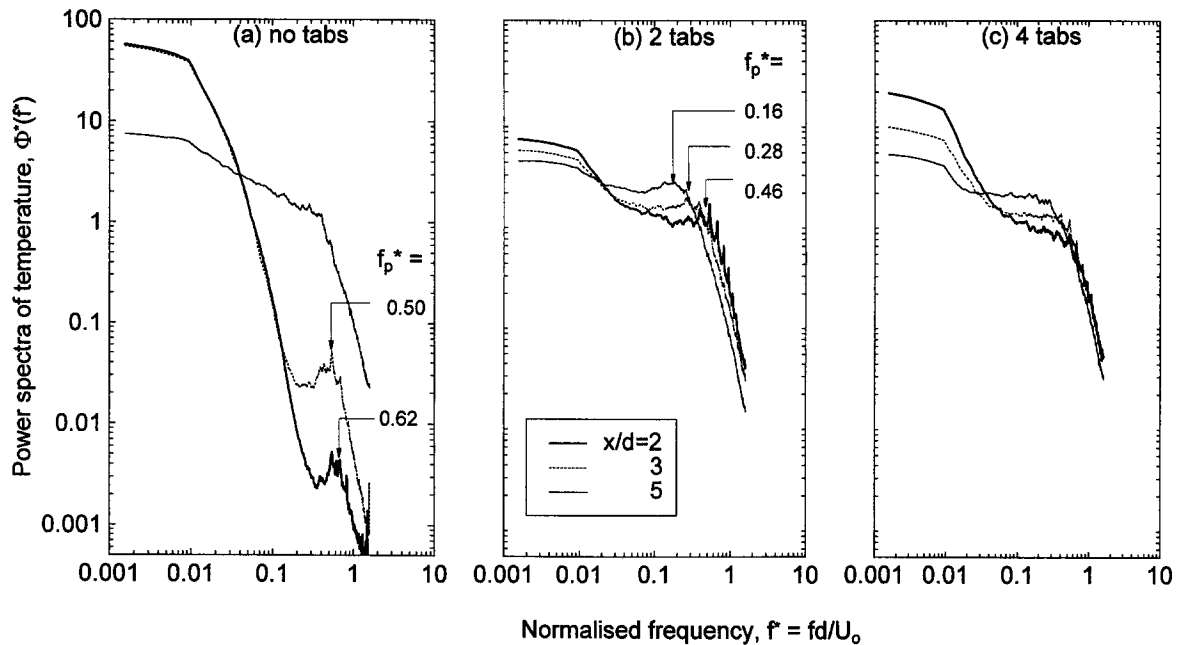 (a) no tabs
(b) 2 tabs
(c) 4 tabs
Power spectra of temperature, Φ*(f*)
100
10
1
0.1
0.01
0.001
fp* =
0.50
0.62
fp*=
0.16
0.28
0.46
x/d=2
3
5
0.001 0.01 0.1 1 10
0.001 0.01 0.1 1 10
0.001 0.01 0.1 1 10
Normalised frequency, f* = fd/Uo